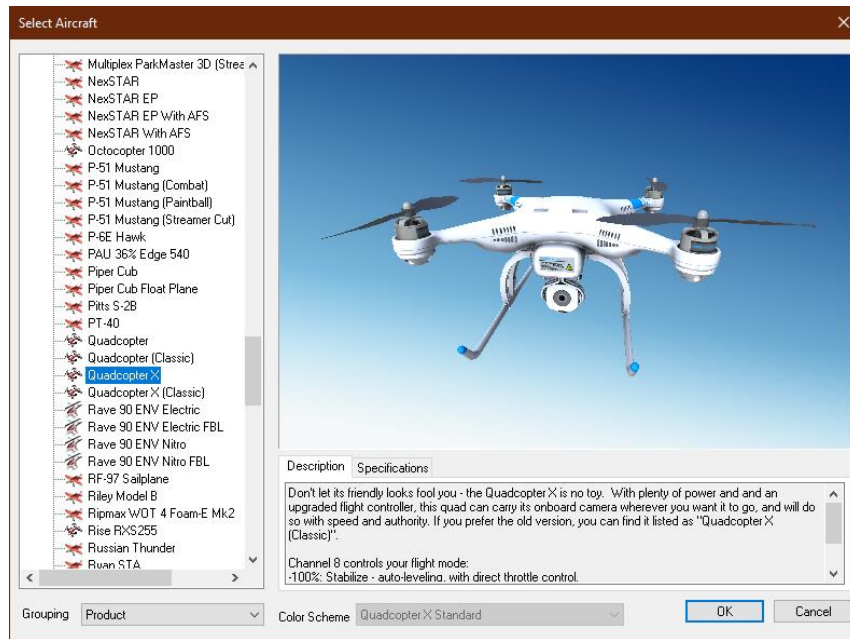 Select Aircraft
Multiplex ParkMaster 3D (Strea
NexSTAR
NexSTAR EP
NexSTAR EP With AFS
NexSTAR With AFS
Octocopter 1000
P-51 Mustang
P-51 Mustang (Combat)
P-51 Mustang (Paintball)
P-51 Mustang (Streamer Cut)
P-6E Hawk
PAU 36% Edge 540
Piper Cub
Piper Cub Float Plane
Pitts S-2B
PT-40
Quadcopter
Quadcopter (Classic)
Quadcopter X
Quadcopter X (Classic)
Rave 90 ENV Electric
Rave 90 ENV Electric FBL
Rave 90 ENV Nitro
Rave 90 ENV Nitro FBL
RF-97 Sailplane
Riley Model B
Ripmax WOT 4 Foam-E Mk2
Rise RXS255
Russian Thunder
Ryan STA
Description Specifications
Don't let its friendly looks fool you - the Quadcopter X is no toy. With plenty of power and and an
upgraded flight controller, this quad can carry its onboard camera wherever you want it to go, and will do
so with speed and authority. If you prefer the old version, you can find it listed as "Quadcopter X
(Classic)".
Channel 8 controls your flight mode:
-100%: Stabilize - auto-leveling, with direct throttle control.
Grouping Product
Color Scheme Quadcopter X Standard
OK Cancel